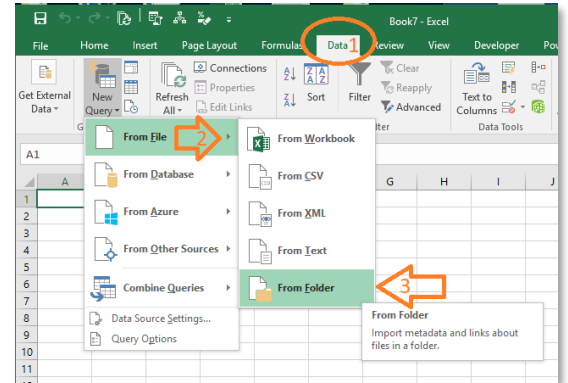 Book7 - Excel
File Home Insert Page Layout Formulas Data 1 Review View Developer Pow
Get External Data
New Query
Refresh All
Connections
Properties
Edit Links
Sort
Filter
Clear
Reapply
Advanced
Text to Columns
Data Tools
From File 2
From Database
From Azure
From Other Sources
Combine Queries
Data Source Settings...
Query Options
From Workbook
From CSV
From XML
From Text
From Folder 3
From Folder
Import metadata and links about
files in a folder.
A1
A G H I J
1
2
3
4
5
6
7
8
9
10
11